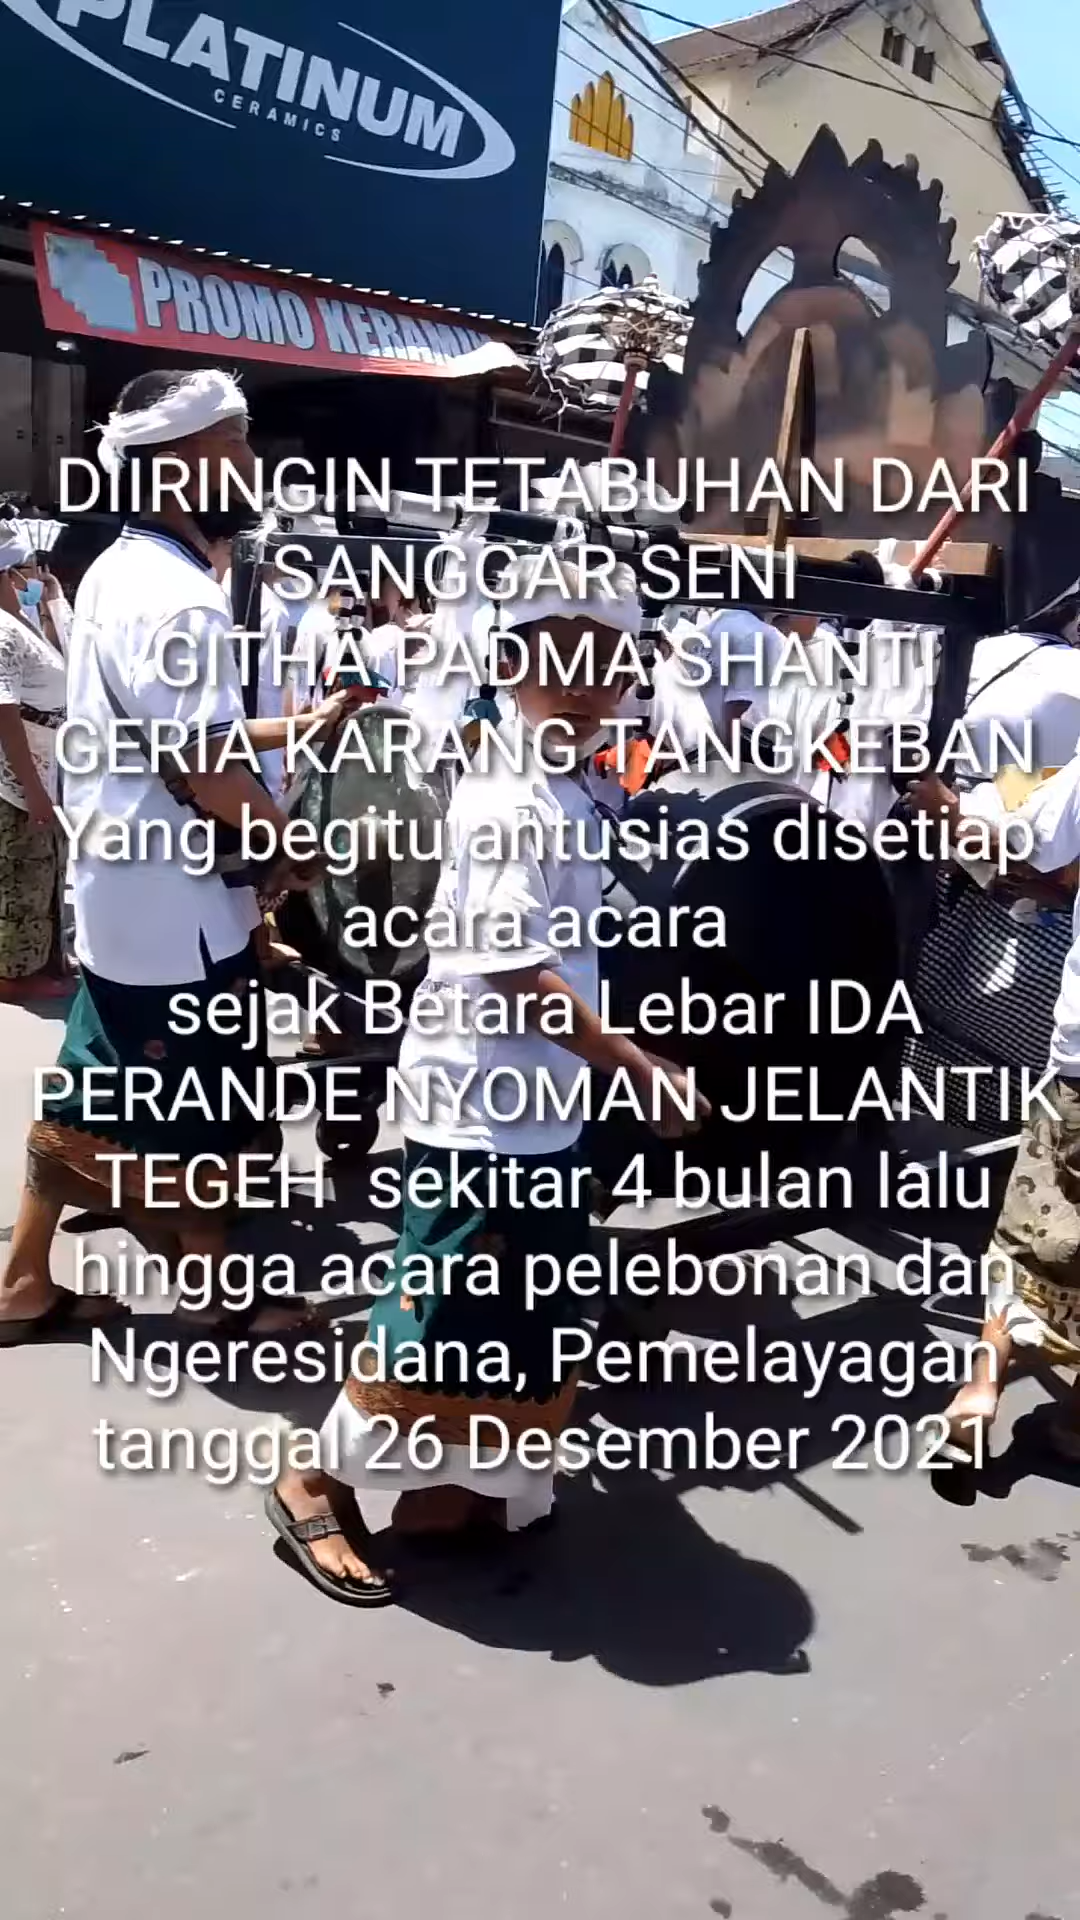 PLATINUM
CERAMICS
PROMO KERAMIK
DIIRINGIN TETABUHAN DARI
SANGGAR SENI
GITHA PADMA SHANTI
GERIA KARANG TANGKEBAN
Yang begitu antusias disetiap
acara acara
sejak Betara Lebar IDA
PERANDE NYOMAN JELANTIK
TEGEH sekitar 4 bulan lalu
hingga acara pelebonan dan
Ngeresidana, Pemelayagan
tanggal 26 Desember 2021